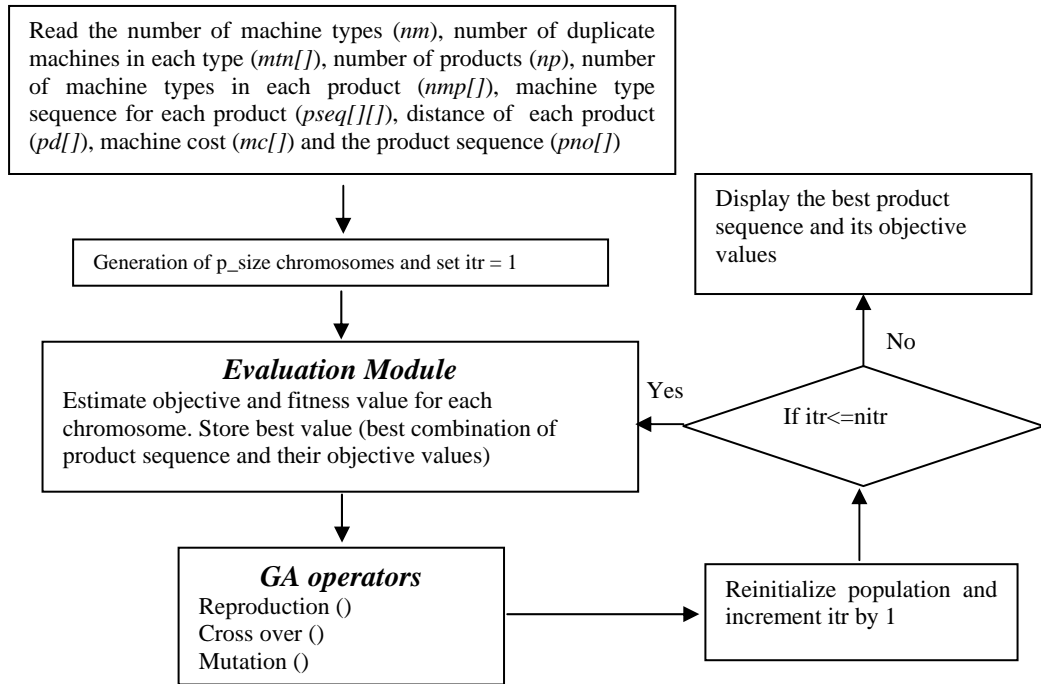 Read the number of machine types (nm), number of duplicate
machines in each type (mtn[]), number of products (np), number
of machine types in each product (nmp[]), machine type
sequence for each product (pseq[][]), distance of each product
(pd[]), machine cost (mc[]) and the product sequence (pno[])
Generation of p_size chromosomes and set itr = 1
Evaluation Module
Estimate objective and fitness value for each
chromosome. Store best value (best combination of
product sequence and their objective values)
GA operators
Reproduction ()
Cross over ()
Mutation ()
Reinitialize population and
increment itr by 1
If itr<=nitr
Yes
No
Display the best product
sequence and its objective
values